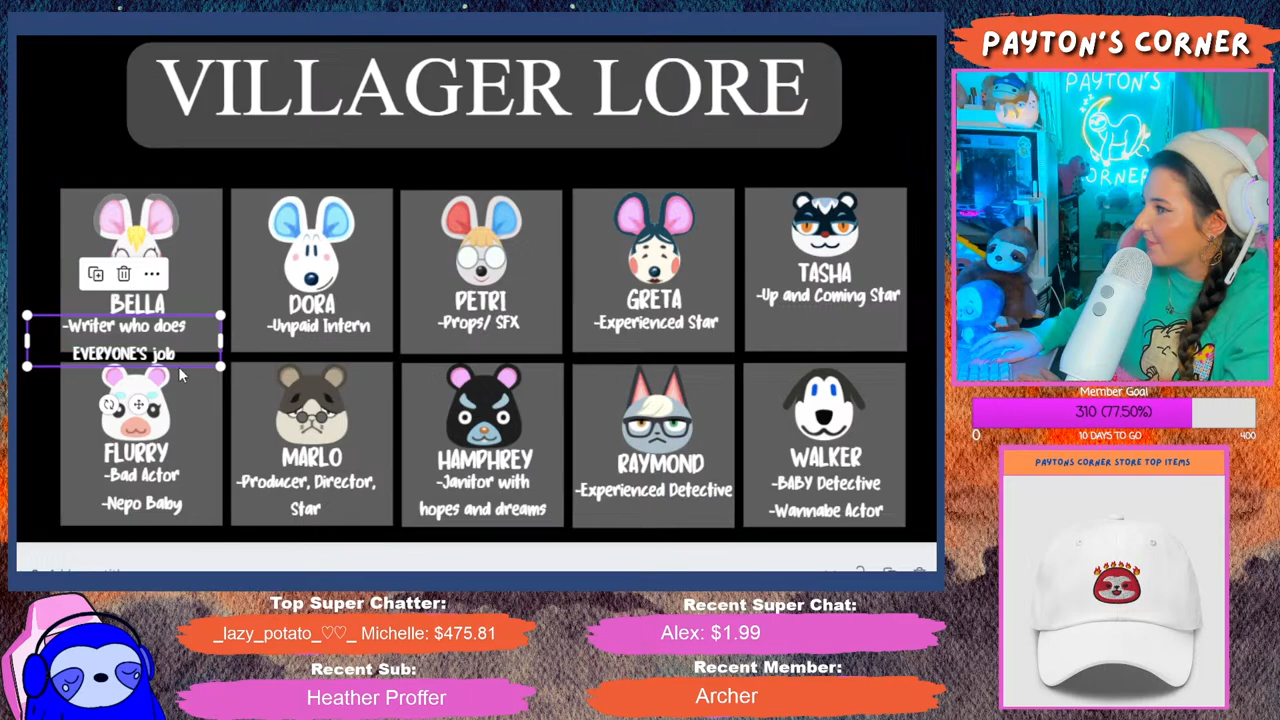 VILLAGER LORE
BELLA
-Writer who does
EVERYONE'S job
DORA
-Unpaid Intern
PETRI
-Props/ SFX
GRETA
-Experienced Star
TASHA
-Up and Coming Star
FLURRY
-Bad Actor
-Nepo Baby
MARLO
-Producer, Director,
Star
HAMPHREY
-Janitor with
hopes and dreams
RAYMOND
-Experienced Detective
WALKER
-BABY Detective
-Wannabe Actor
PAYTON'S CORNER
PAYTON'S
CORNER
Member Goal
310 (77.50%)
0
10 DAYS TO GO
400
PAYTONS CORNER STORE TOP ITEMS
Top Super Chatter:
_lazy_potato_♡♡_ Michelle: $475.81
Recent Sub:
Heather Proffer
Recent Super Chat:
Alex: $1.99
Recent Member:
Archer